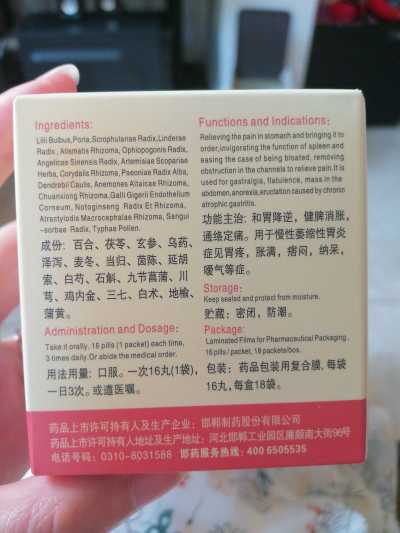 Ingredients:
Lilii Bulbus,Poria,Scrophulariae Radix,Linderae
Radix , Alismatis Rhizoma, Ophiopogonis Radix,
Angelicae Sinensis Radix, Artemisiae Scopariae
Herba, Corydalis Rhizoma, Paeoniae Radix Alba,
Dendrobii Caulis, Anemones Altaicae Rhizoma,
Chuanxiong Rhizoma,Galli Gigerii Endothelium
Corneum, Notoginseng Radix Et Rhizoma,
Atractylodis Macrocephalae Rhizoma, Sangui
-sorbae Radix, Typhae Pollen.
成份：百合、茯苓、玄参、乌药、
泽泻、麦冬、当归、茵陈、延胡
索、白芍、石斛、九节菖蒲、川
芎、鸡内金、三七、白术、地榆、
蒲黄。
Administration and Dosage:
Take it orally, 16 pills (1 packet) each time,
3 times daily.Or abide the medical order.
用法用量：口服。一次16丸(1袋),
一日3次。或遵医嘱。
Functions and Indications:
Relieving the pain in stomach and bringing it to
order,invigorating the function of spleen and
easing the case of being bloated, removing
obstruction in the channels to relieve pain.It is
used for gastralgia, flatulence, mass in the
abdomen,anorexia,eructation caused by chronic
atrophic gastritis.
功能主治：和胃降逆，健脾消胀，
通络定痛。用于慢性萎缩性胃炎
症见胃疼，胀满，痞闷，纳呆，
嗳气等症。
Storage:
Keep sealed and protect from moisture.
贮藏：密闭，防潮。
Package:
Laminated Films for Pharmaceutical Packaging.
16 pills / packet, 18 packets/box.
包装：药品包装用复合膜，每袋
16丸，每盒18袋。
药品上市许可持有人及生产企业：邯郸制药股份有限公司
药品上市许可持有人地址及生产地址：河北邯郸工业园区廉颇南大街96号
电话号码：0310-8031588 邯药服务热线：400 6505535